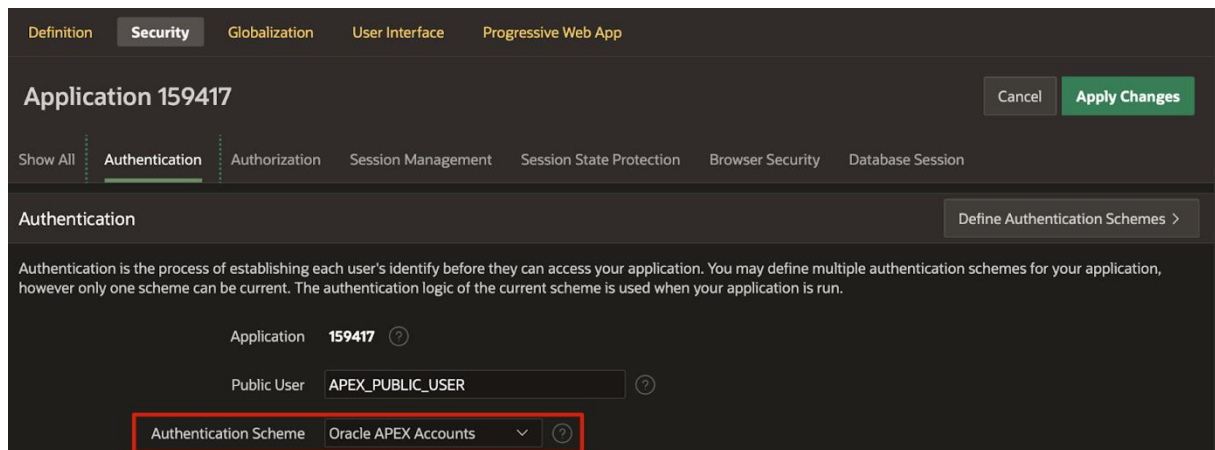 Definition Security Globalization User Interface Progressive Web App
Application 159417 Cancel Apply Changes
Show All Authentication Authorization Session Management Session State Protection Browser Security Database Session
Authentication Define Authentication Schemes >
Authentication is the process of establishing each user's identify before they can access your application. You may define multiple authentication schemes for your application,
however only one scheme can be current. The authentication logic of the current scheme is used when your application is run.
Application 159417 ?
Public User APEX_PUBLIC_USER ?
Authentication Scheme Oracle APEX Accounts ?